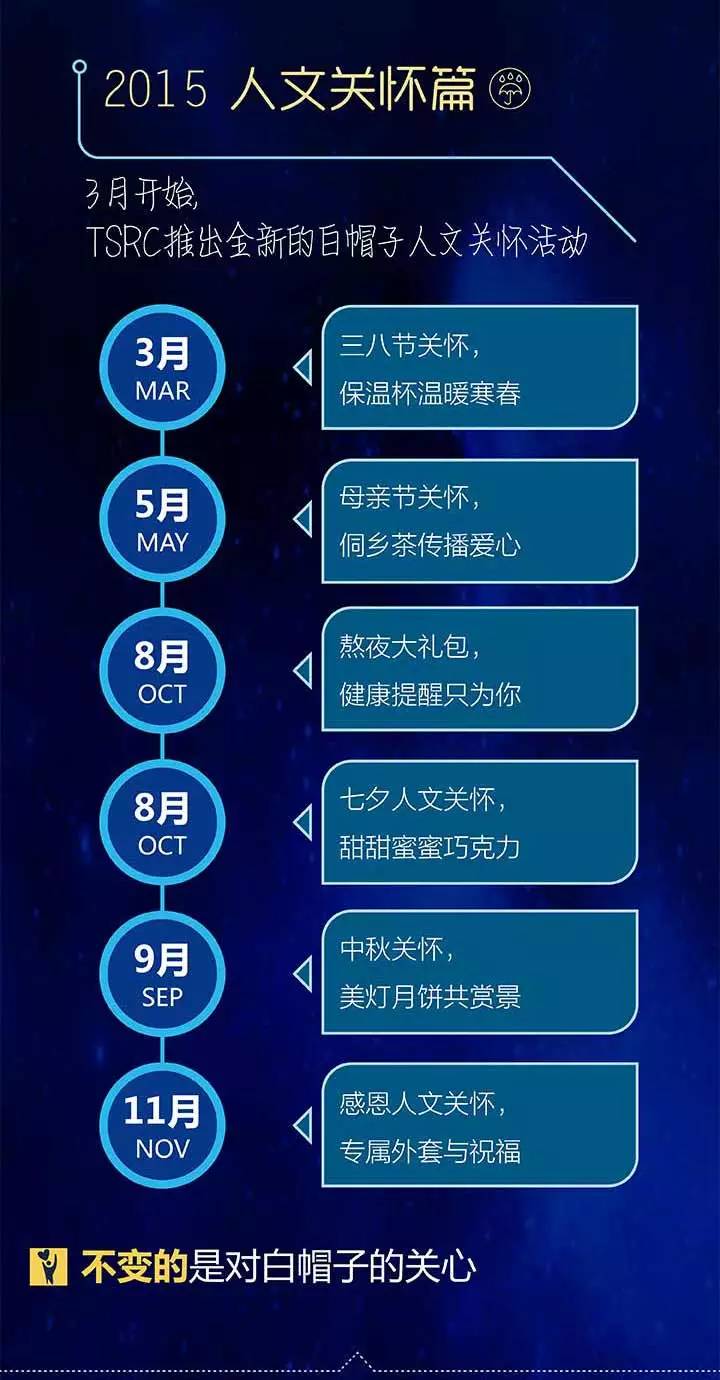 2015 人文关怀篇
3月开始,
TSRC推出全新的白帽子人文关怀活动
3月
MAR
三八节关怀，
保温杯温暖寒春
5月
MAY
母亲节关怀，
侗乡茶传播爱心
8月
OCT
熬夜大礼包，
健康提醒只为你
8月
OCT
七夕人文关怀，
甜甜蜜蜜巧克力
9月
SEP
中秋关怀，
美灯月饼共赏景
11月
NOV
感恩人文关怀，
专属外套与祝福
不变的是对白帽子的关心